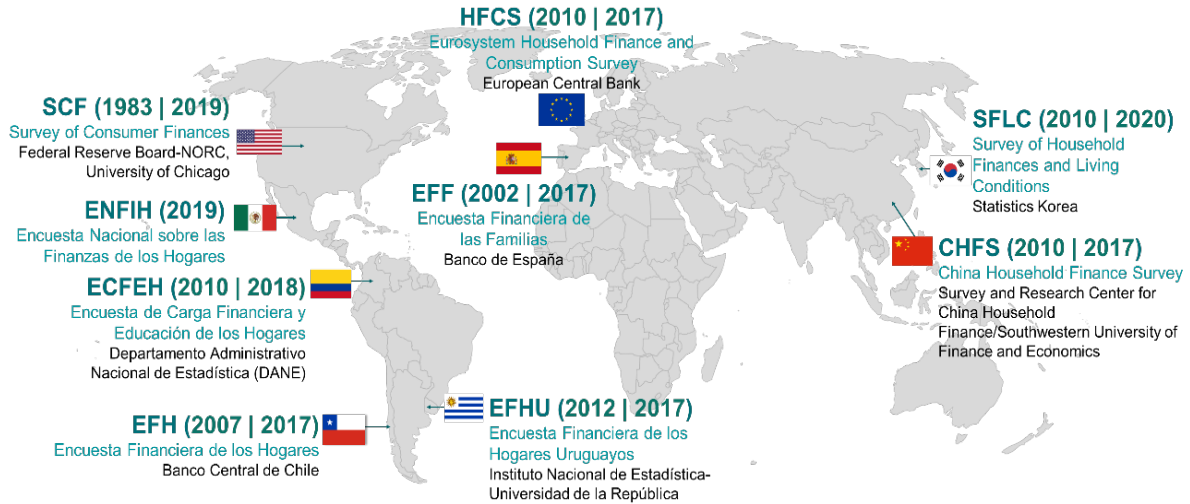 HFCS (2010 | 2017)
Eurosystem Household Finance and
Consumption Survey
European Central Bank
SCF (1983 | 2019)
Survey of Consumer Finances
Federal Reserve Board-NORC,
University of Chicago
SFLC (2010 | 2020)
Survey of Household
Finances and Living
Conditions
Statistics Korea
EFF (2002 | 2017)
Encuesta Financiera de
las Familias
Banco de España
ENFIH (2019)
Encuesta Nacional sobre las
Finanzas de los Hogares
CHFS (2010 | 2017)
China Household Finance Survey
Survey and Research Center for
China Household
Finance/Southwestern University of
Finance and Economics
ECFEH (2010 | 2018)
Encuesta de Carga Financiera y
Educación de los Hogares
Departamento Administrativo
Nacional de Estadística (DANE)
EFH (2007 | 2017)
Encuesta Financiera de los Hogares
Banco Central de Chile
EFHU (2012 | 2017)
Encuesta Financiera de los
Hogares Uruguayos
Instituto Nacional de Estadística-
Universidad de la República